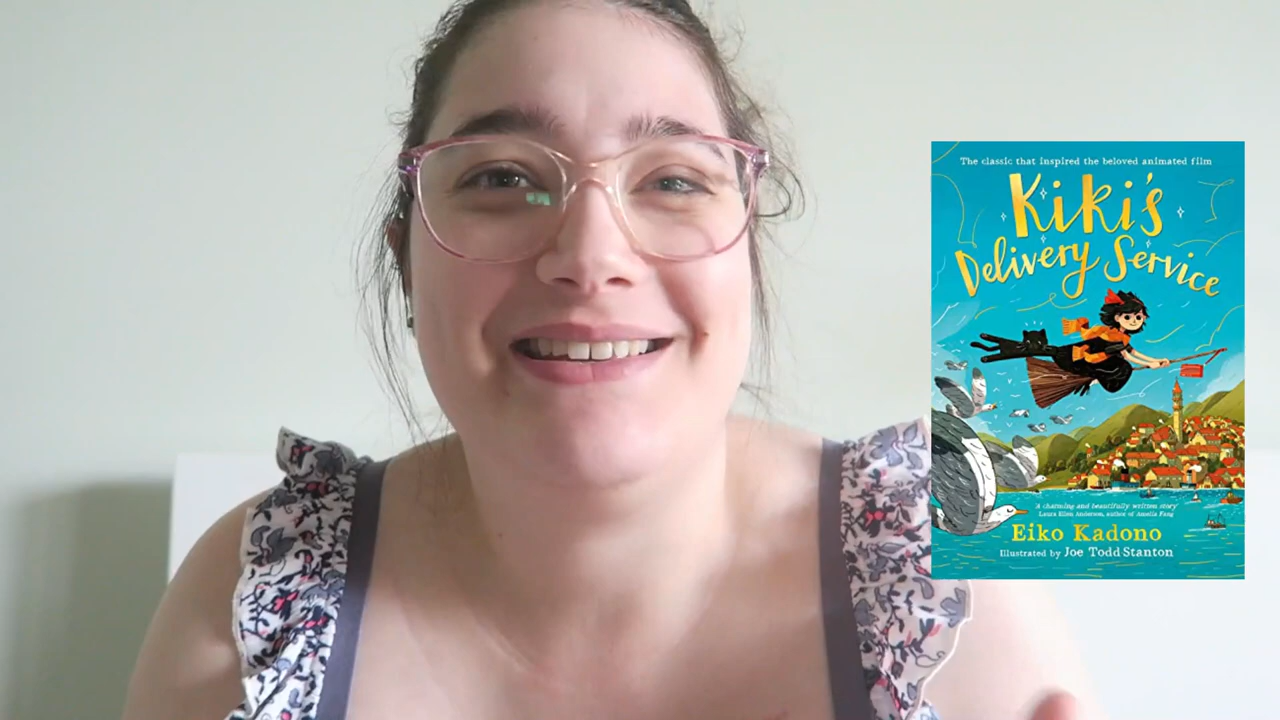 The classic that inspired the beloved animated film
Kiki's
Delivery Service
'A charming and beautifully written story'
Laura Ellen Anderson, author of Amelia Fang
Eiko Kadono
Illustrated by Joe Todd Stanton